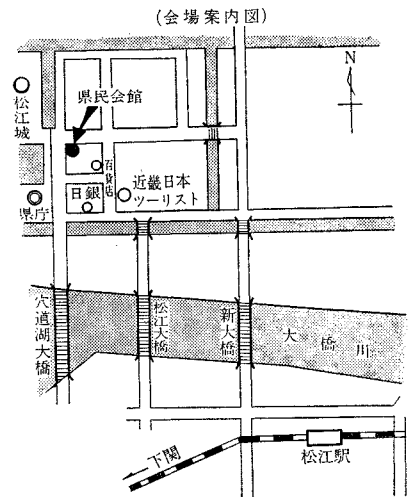 (会場案内図)
N
県民会館
松江城
百貨店
日銀
近畿日本
ツーリスト
県庁
宍道湖大橋
松江大橋
新大橋
大橋川
松江駅
下関